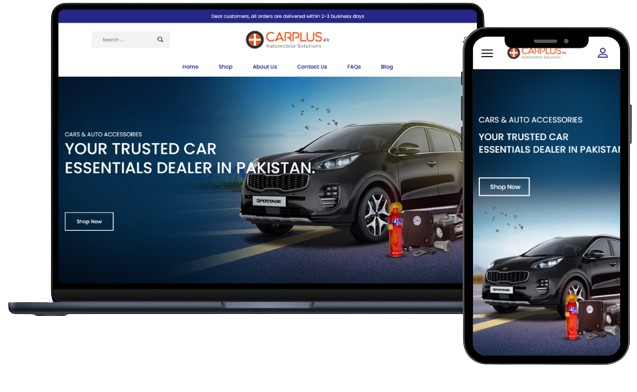 Dear customers, all orders are delivered within 2-3 business days
Search ...
CARPLUS.pk
Automobile Solutions
Home Shop About Us Contact Us FAQs Blog
CARS & AUTO ACCESSORIES
YOUR TRUSTED CAR
ESSENTIALS DEALER IN PAKISTAN.
Shop Now
SPORTAGE
CARPLUS.pk
Automobile Solutions
CARS & AUTO ACCESSORIES
YOUR TRUSTED CAR
ESSENTIALS DEALER IN PAKISTAN
Shop Now
SPORTAGE